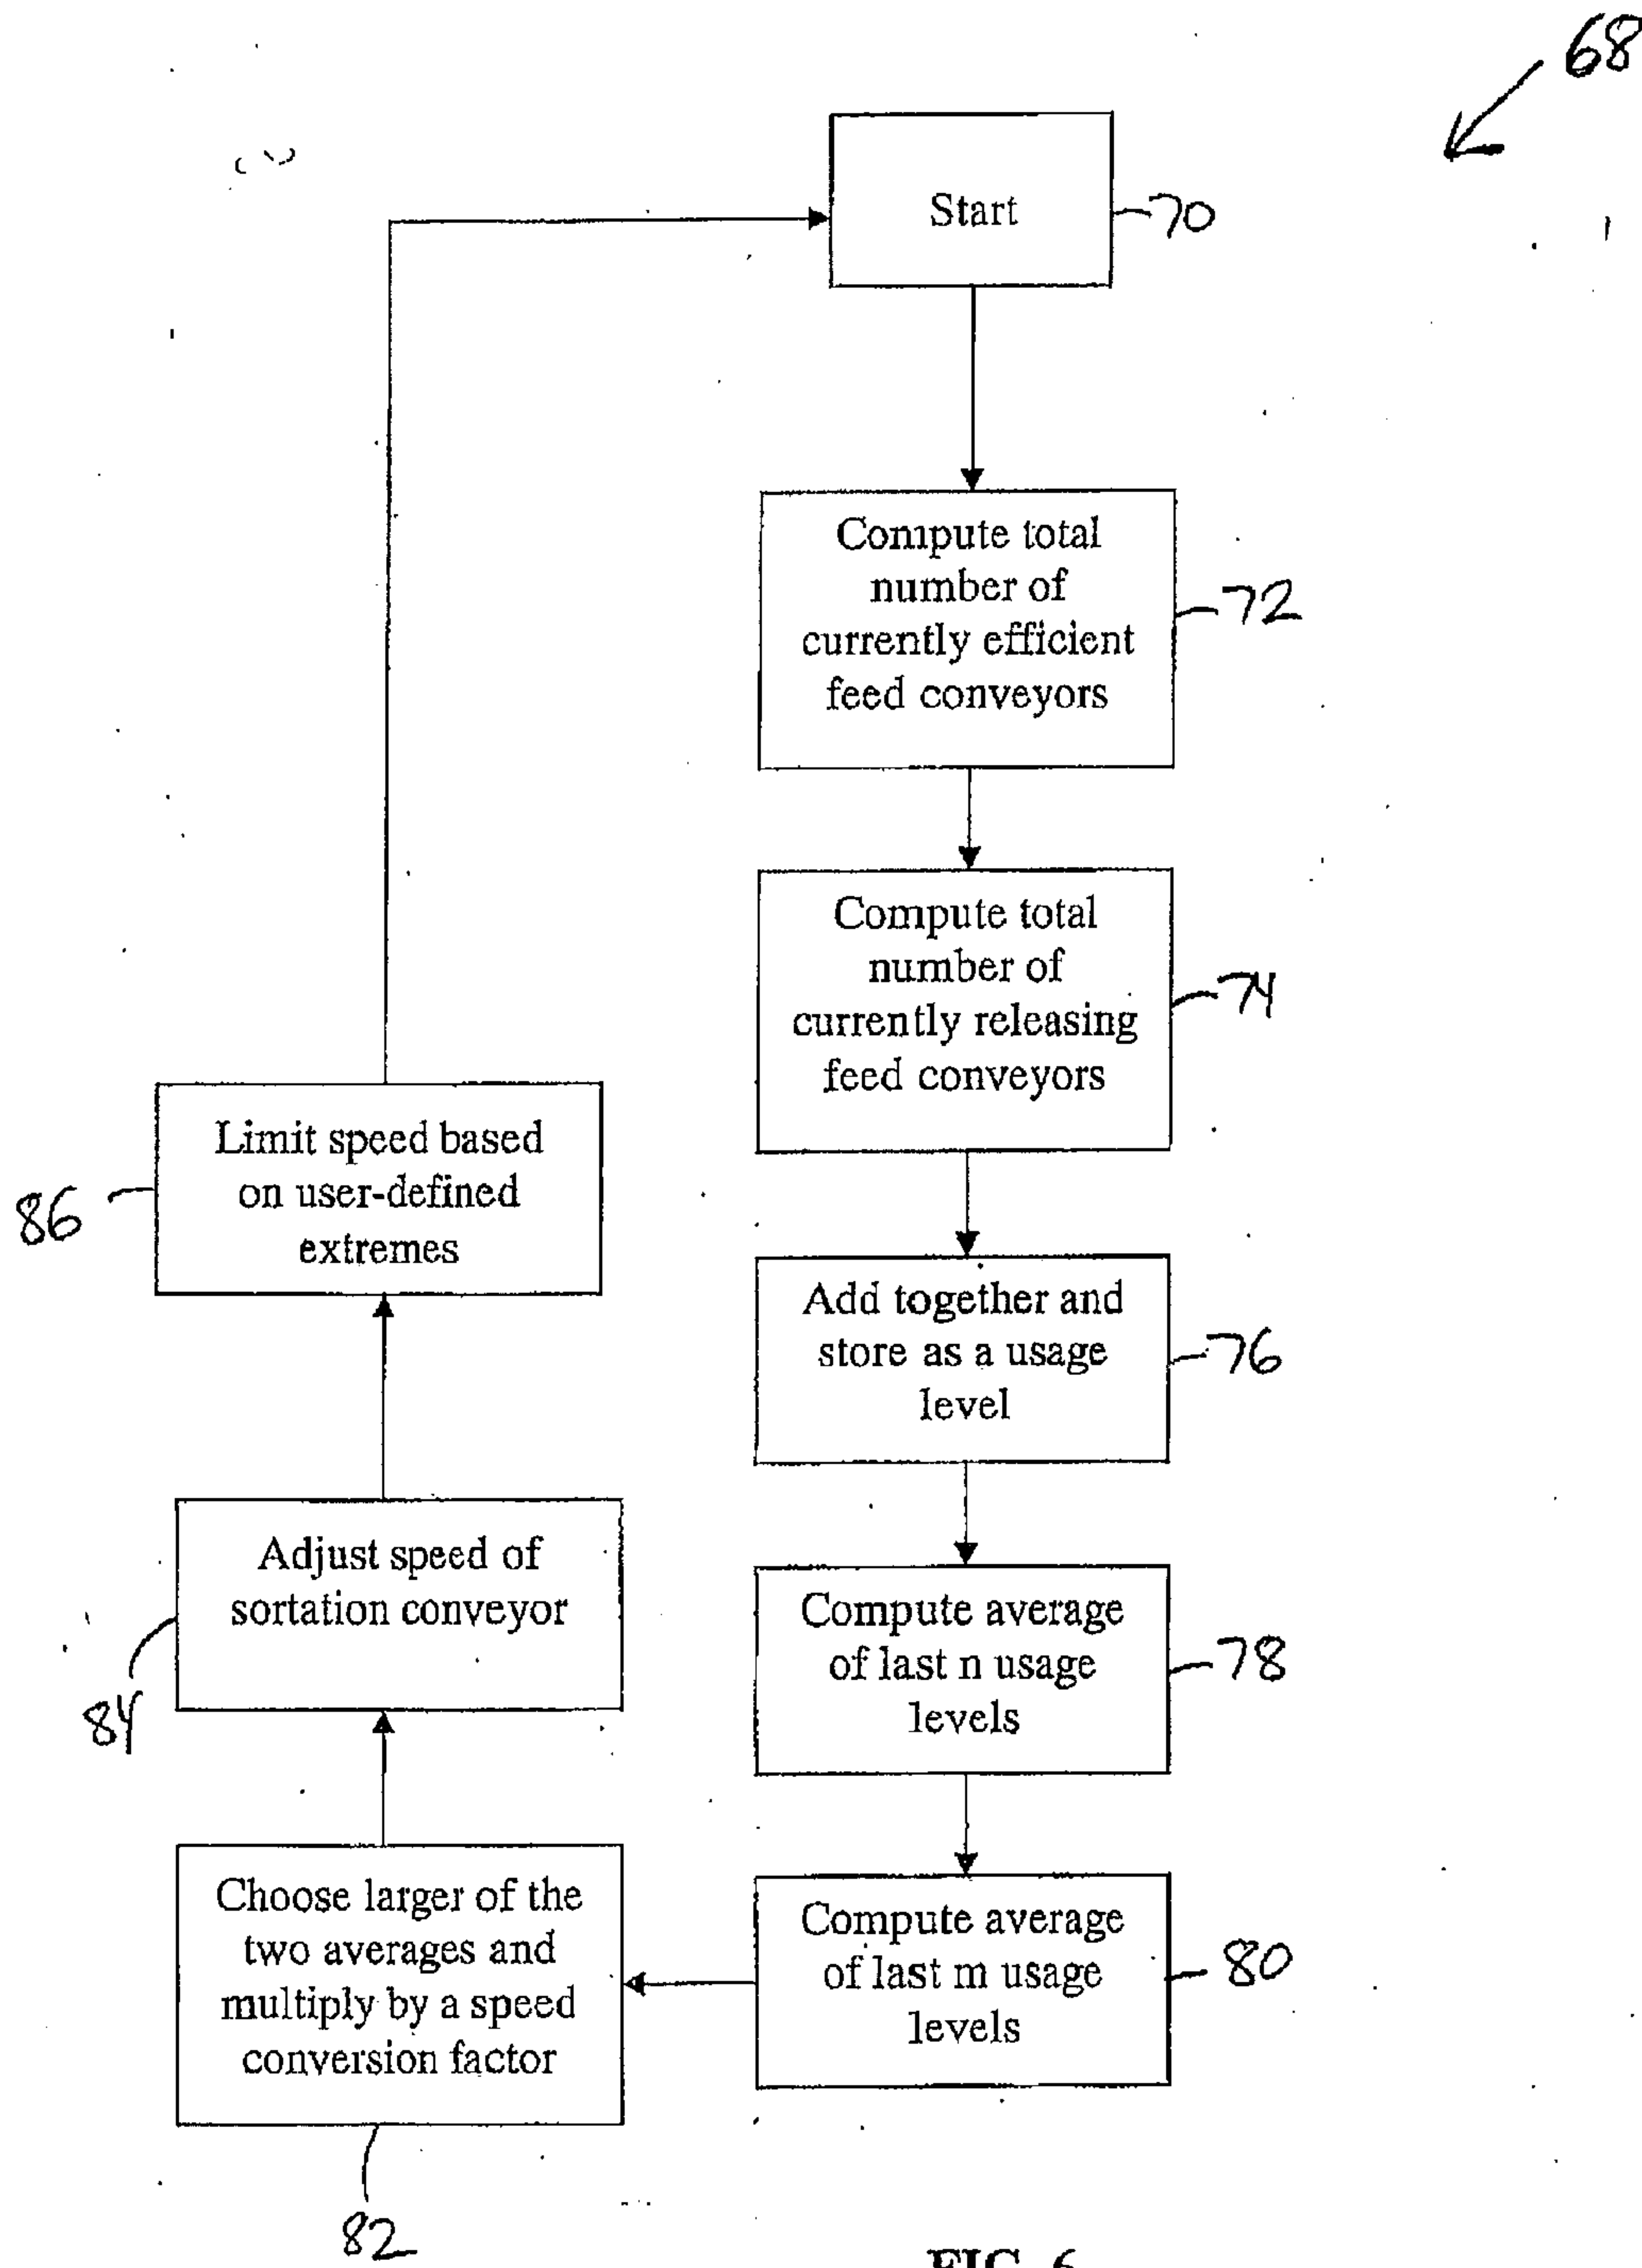 68
Start
70
Compute total
number of
currently efficient
feed conveyors
72
Compute total
number of
currently releasing
feed conveyors
74
Add together and
store as a usage
level
76
Compute average
of last n usage
levels
78
Compute average
of last m usage
levels
80
Choose larger of the
two averages and
multiply by a speed
conversion factor
82
Adjust speed of
sortation conveyor
84
Limit speed based
on user-defined
extremes
86
FIG. 6